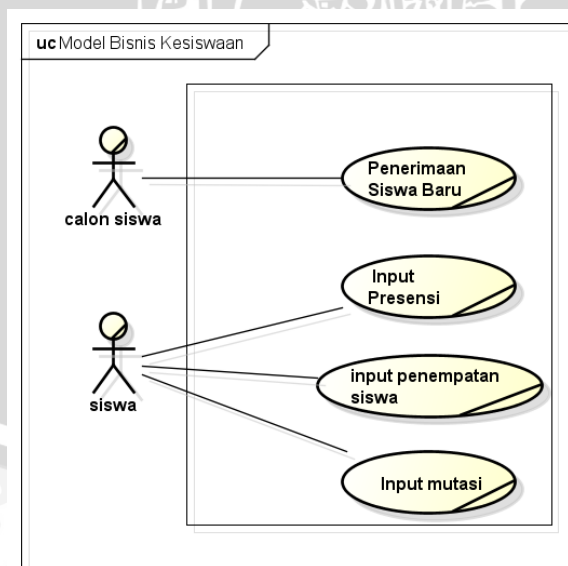 uc Model Bisnis Kesiswaan
Penerimaan
Siswa Baru
calon siswa
Input
Presensi
input penempatan
siswa
siswa
Input mutasi